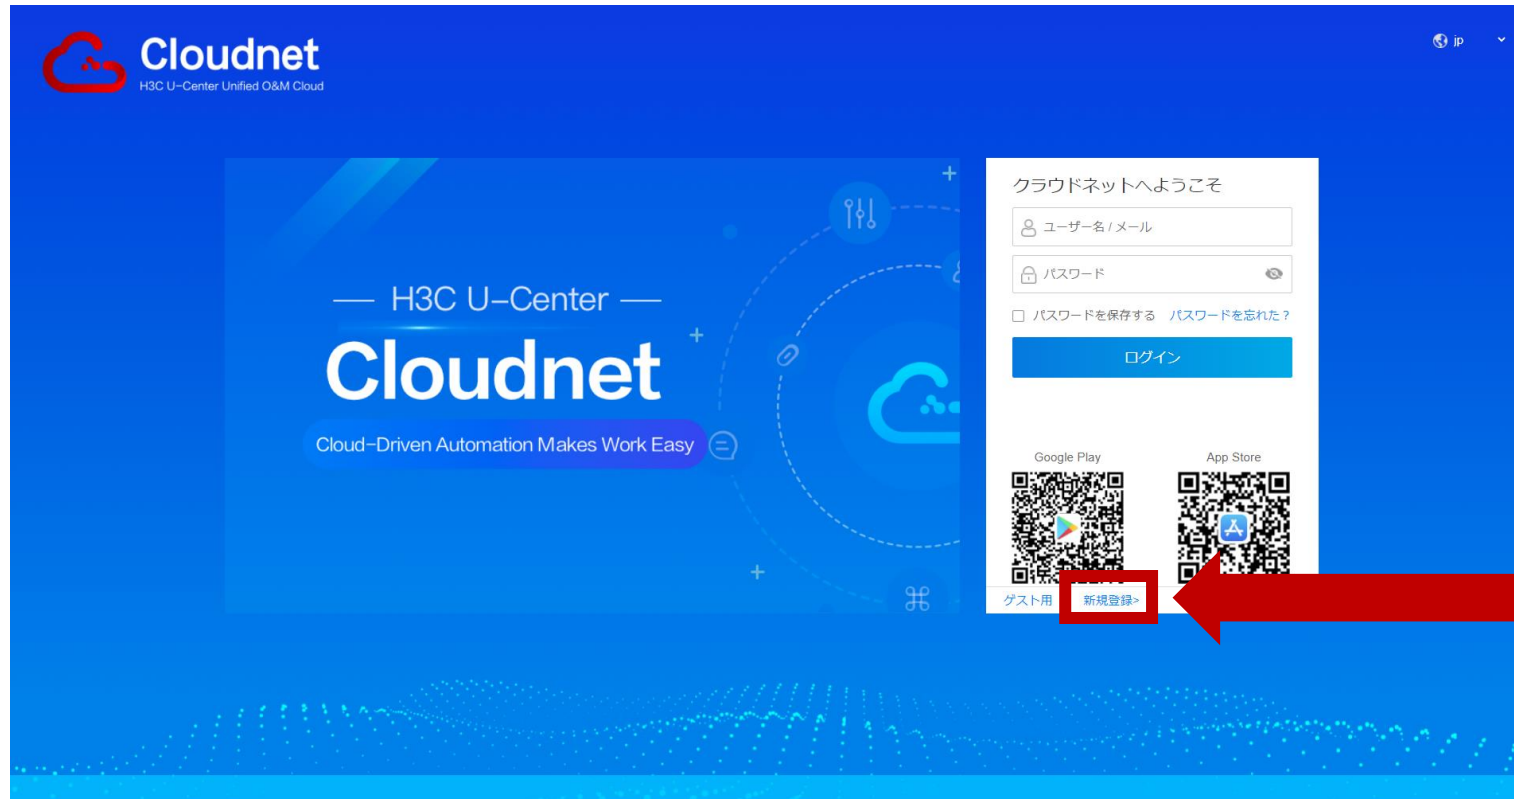 Cloudnet
H3C U-Center Unified O&M Cloud
jp
H3C U-Center
Cloudnet
Cloud-Driven Automation Makes Work Easy
クラウドネットへようこそ
ユーザー名 / メール
パスワード
パスワードを保存する パスワードを忘れた？
ログイン
Google Play App Store
ゲスト用 新規登録>